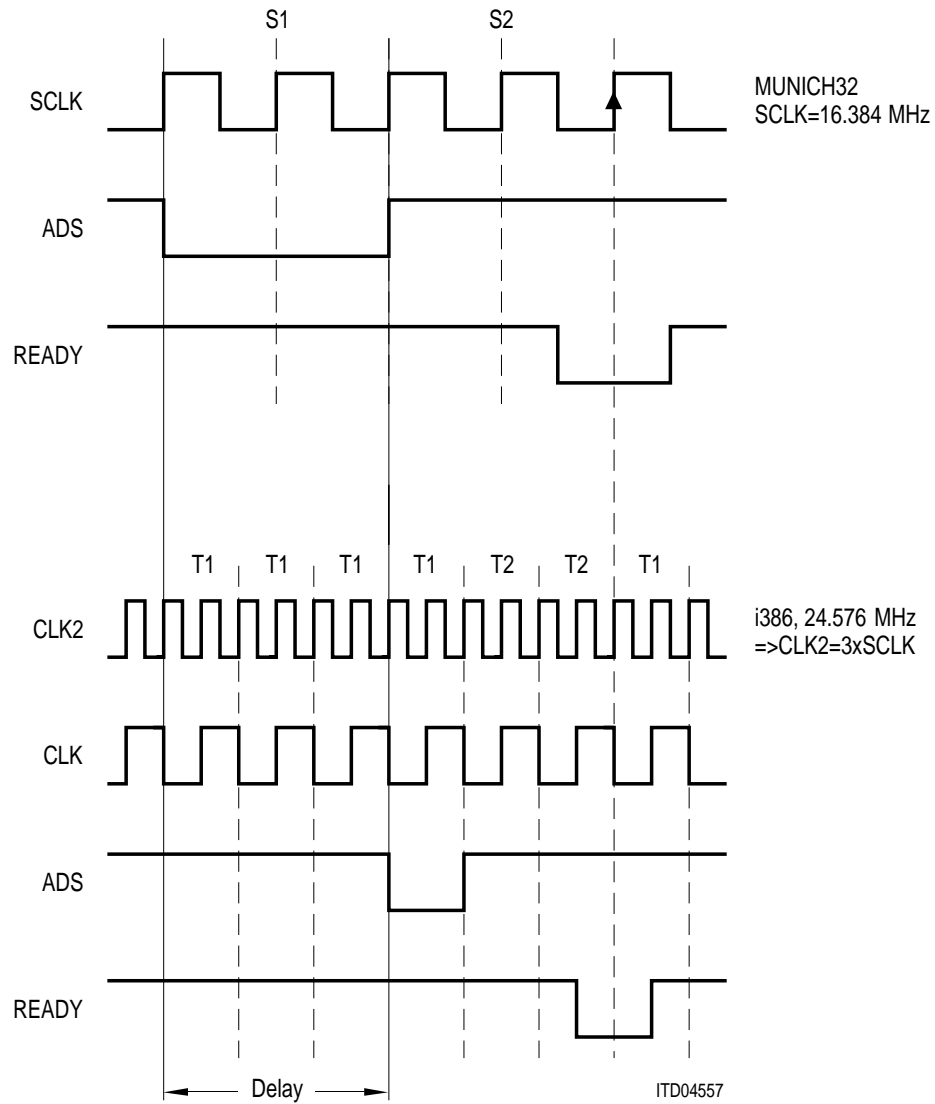 S1 S2
SCLK
MUNICH32
SCLK=16.384 MHz
ADS
READY
T1 T1 T1 T1 T2 T2 T1
CLK2
i386, 24.576 MHz
=>CLK2=3xSCLK
CLK
ADS
READY
Delay
ITD04557